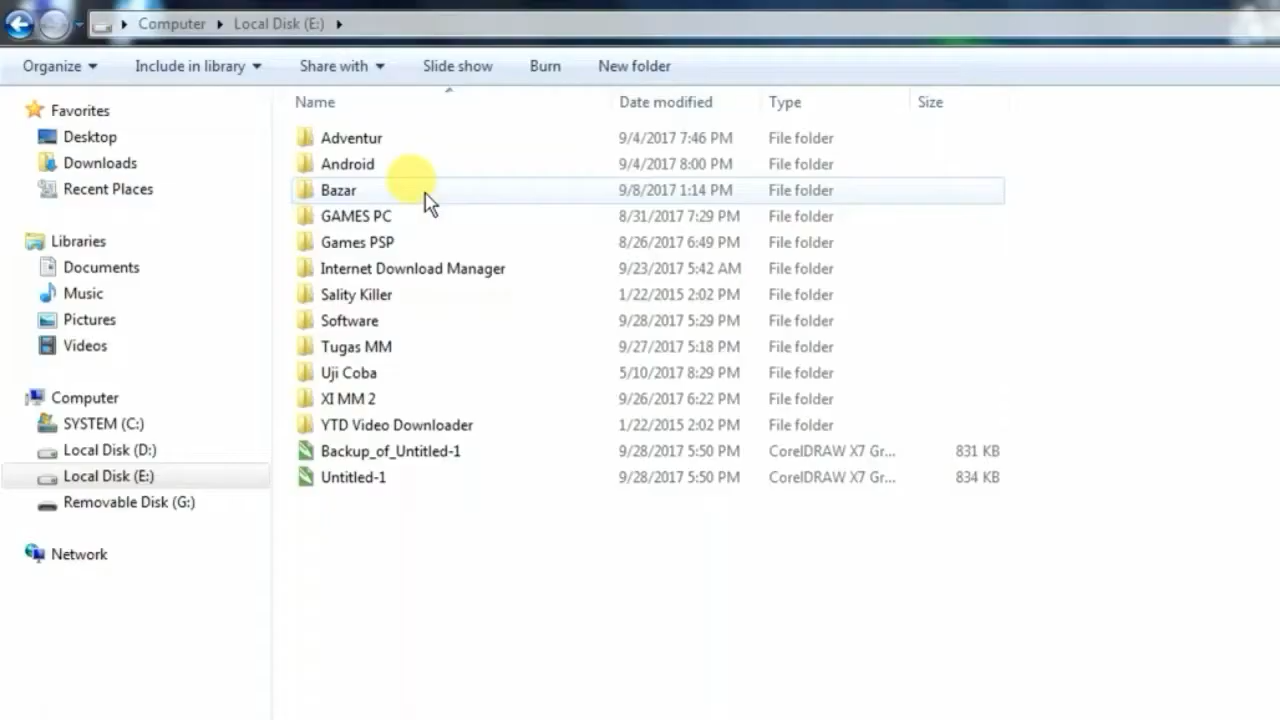 Computer Local Disk (E:)
Organize Include in library Share with Slide show Burn New folder
Name Date modified Type Size
Favorites
Desktop
Downloads
Recent Places
Libraries
Documents
Music
Pictures
Videos
Computer
SYSTEM (C:)
Local Disk (D:)
Local Disk (E:)
Removable Disk (G:)
Network
Adventur 9/4/2017 7:46 PM File folder
Android 9/4/2017 8:00 PM File folder
Bazar 9/8/2017 1:14 PM File folder
GAMES PC 8/31/2017 7:29 PM File folder
Games PSP 8/26/2017 6:49 PM File folder
Internet Download Manager 9/23/2017 5:42 AM File folder
Sality Killer 1/22/2015 2:02 PM File folder
Software 9/28/2017 5:29 PM File folder
Tugas MM 9/27/2017 5:18 PM File folder
Uji Coba 5/10/2017 8:29 PM File folder
XI MM 2 9/26/2017 6:22 PM File folder
YTD Video Downloader 1/22/2015 2:02 PM File folder
Backup_of_Untitled-1 9/28/2017 5:50 PM CorelDRAW X7 Gr... 831 KB
Untitled-1 9/28/2017 5:50 PM CorelDRAW X7 Gr... 834 KB